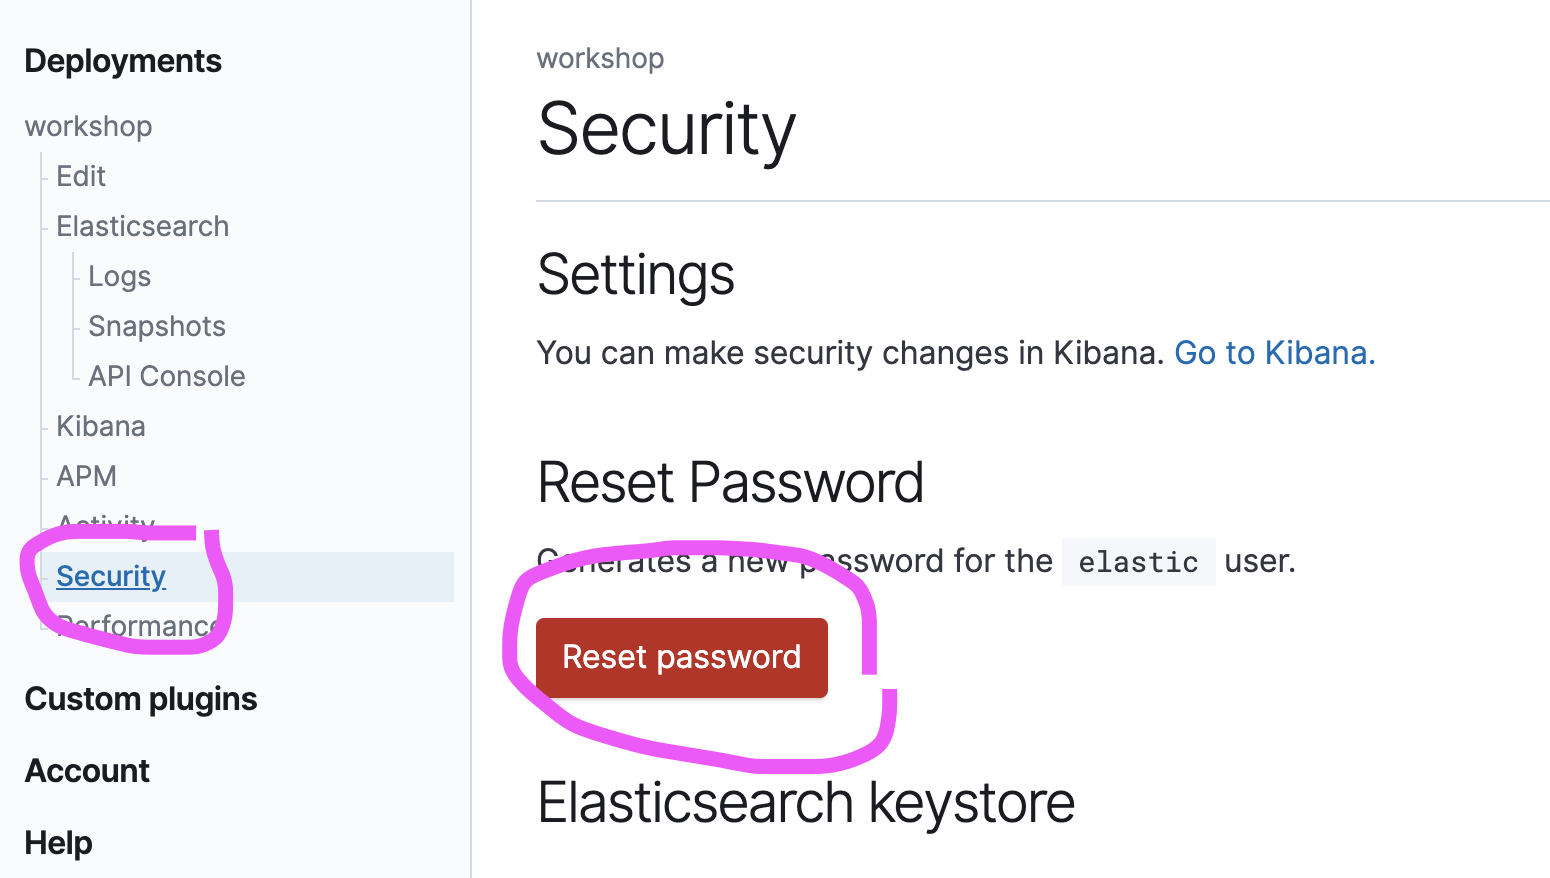 Deployments
workshop
Edit
Elasticsearch
Logs
Snapshots
API Console
Kibana
APM
Activity
Security
Performance
Custom plugins
Account
Help
workshop
Security
Settings
You can make security changes in Kibana. Go to Kibana.
Reset Password
Generates a new password for the elastic user.
Reset password
Elasticsearch keystore